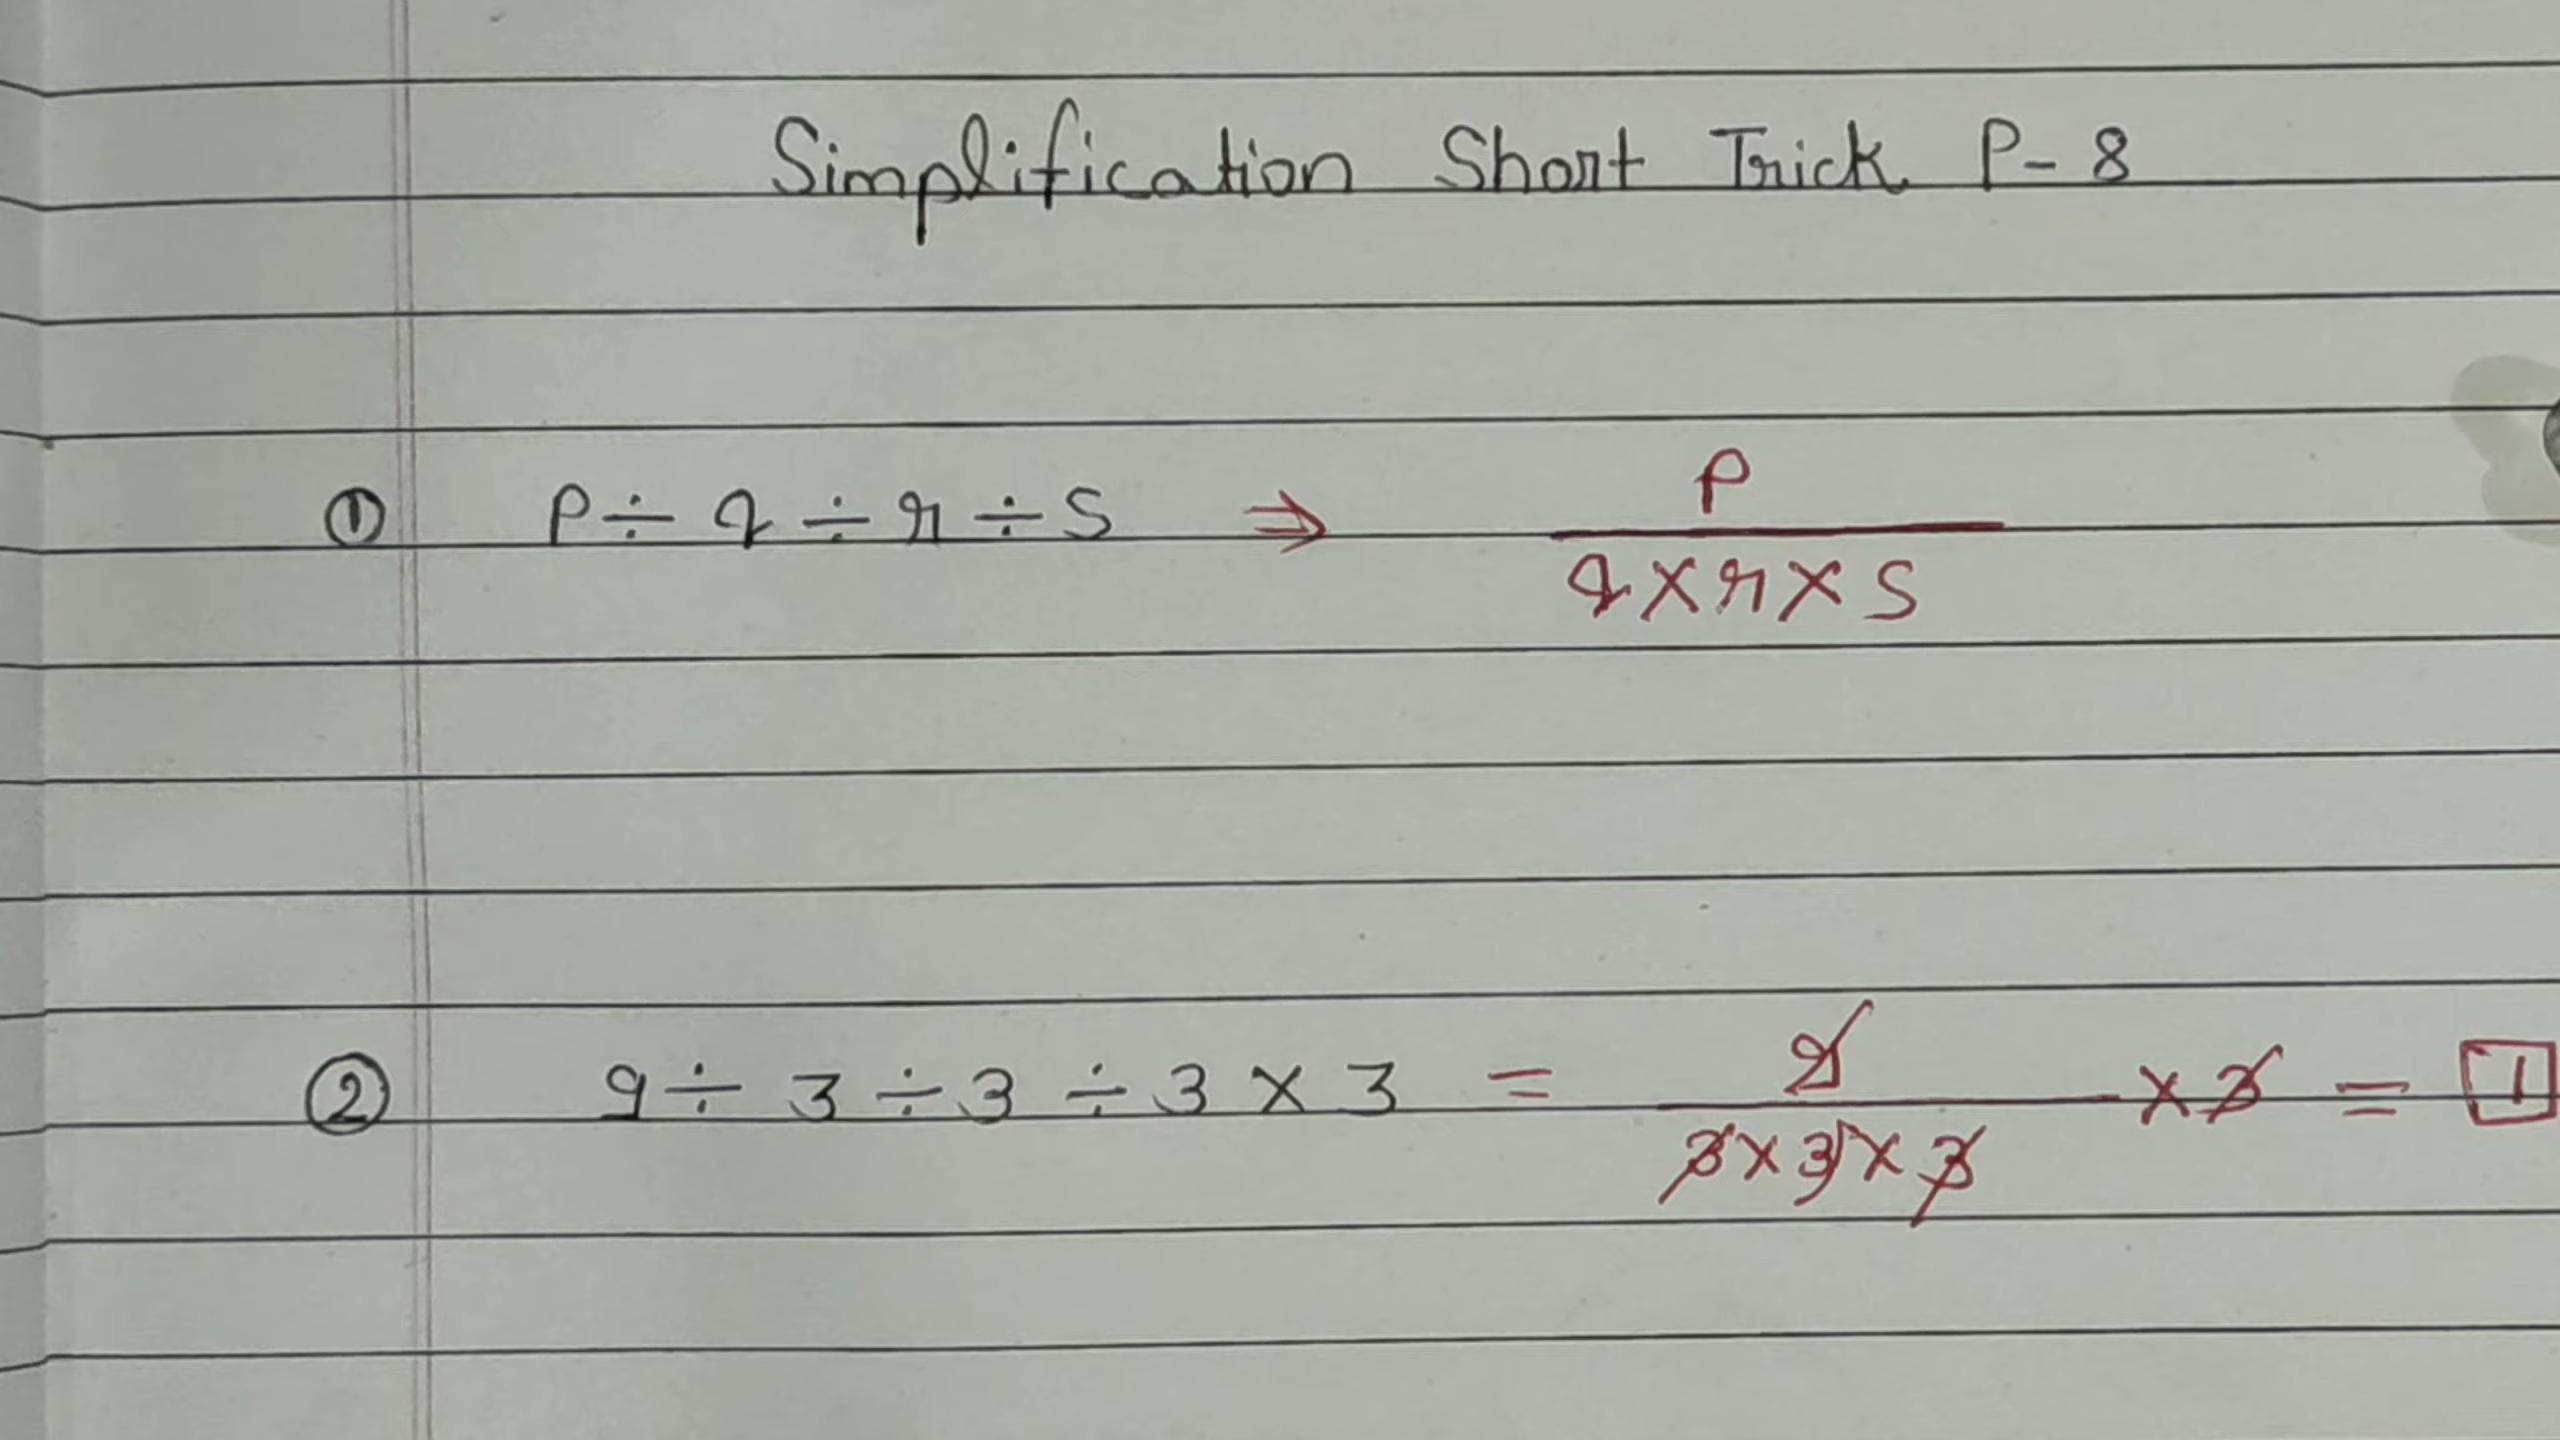 Simplification Short Trick P-8
① P ÷ q ÷ r ÷ s ⇒ P / q × r × s
② 9 ÷ 3 ÷ 3 ÷ 3 × 3 = 9 / 3 × 3 × 3 × 3 = 1